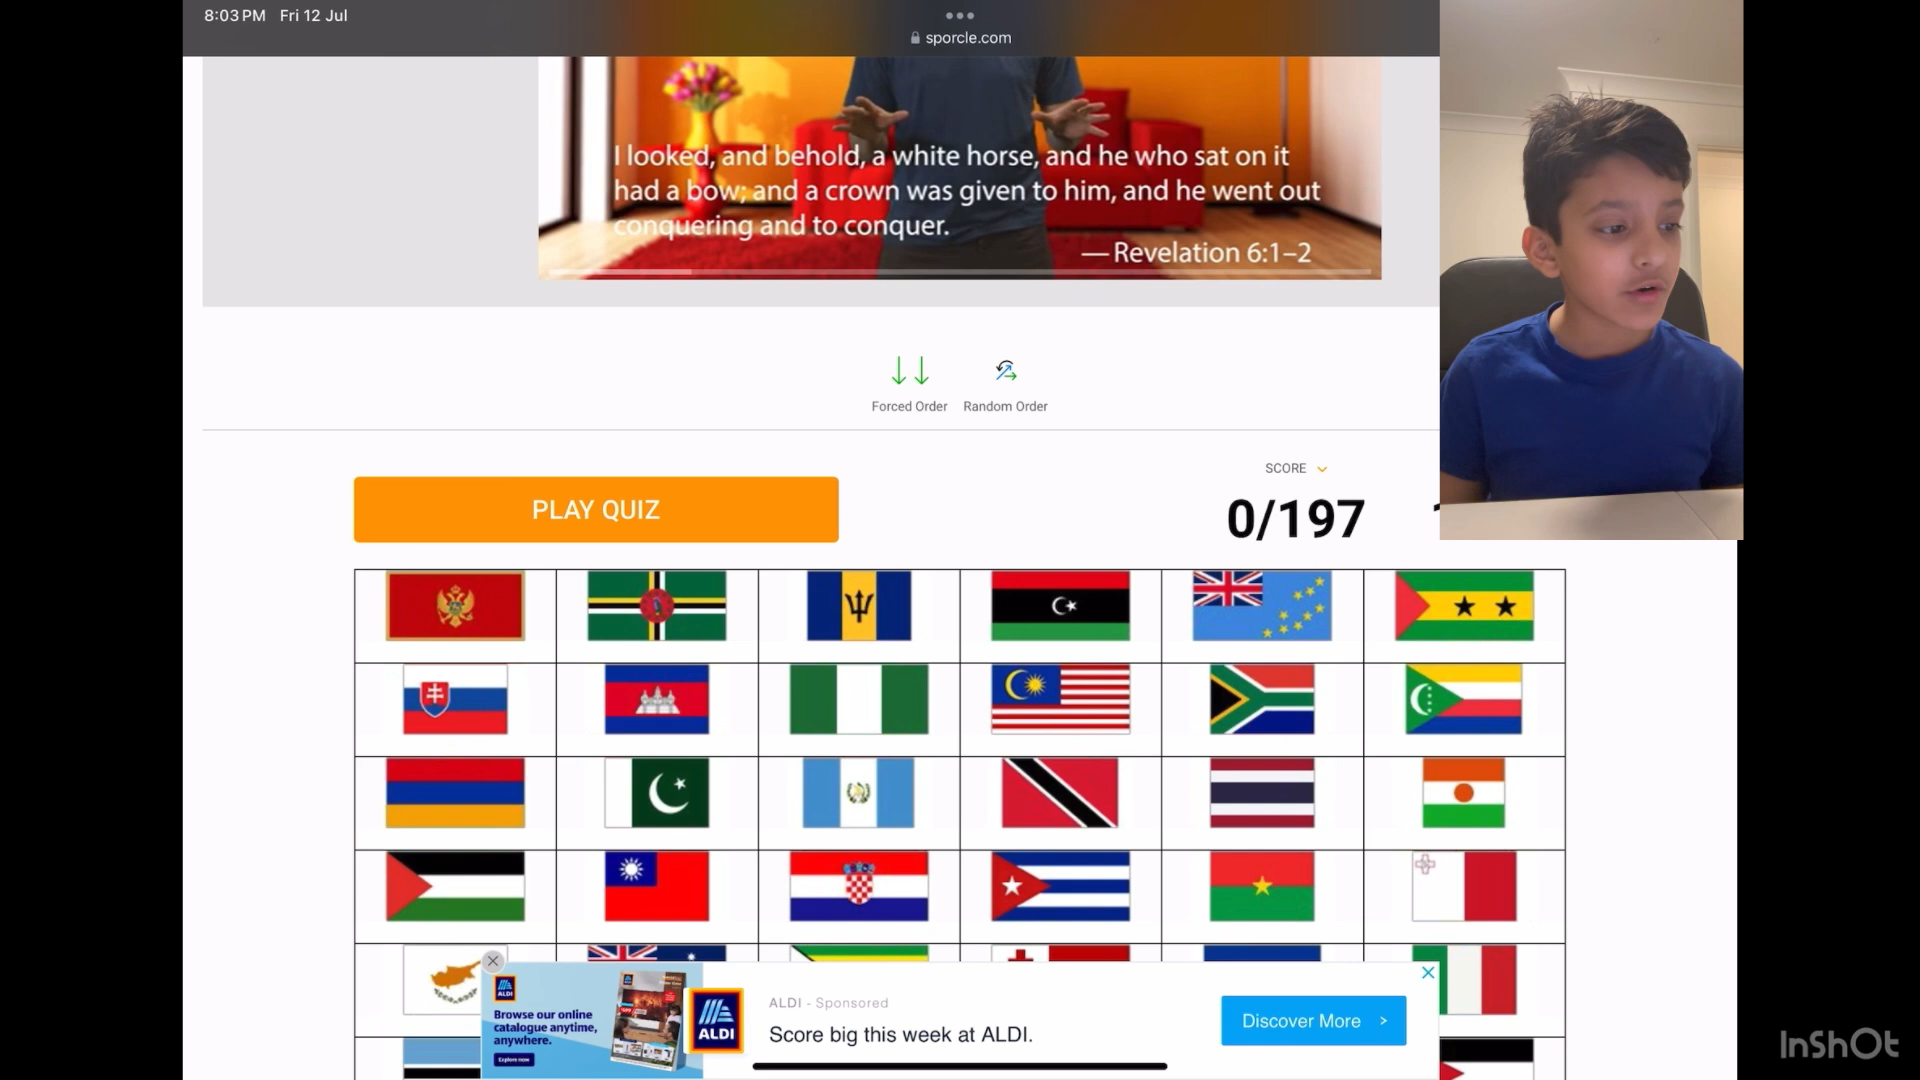 8:03 PM Fri 12 Jul
sporcle.com
I looked, and behold, a white horse, and he who sat on it
had a bow; and a crown was given to him, and he went out
conquering and to conquer.
— Revelation 6:1–2
Forced Order
Random Order
PLAY QUIZ
SCORE
0/197
ALDI
Browse our online
catalogue anytime,
anywhere.
Explore now
ALDI
ALDI - Sponsored
Score big this week at ALDI.
Discover More >
InShOt